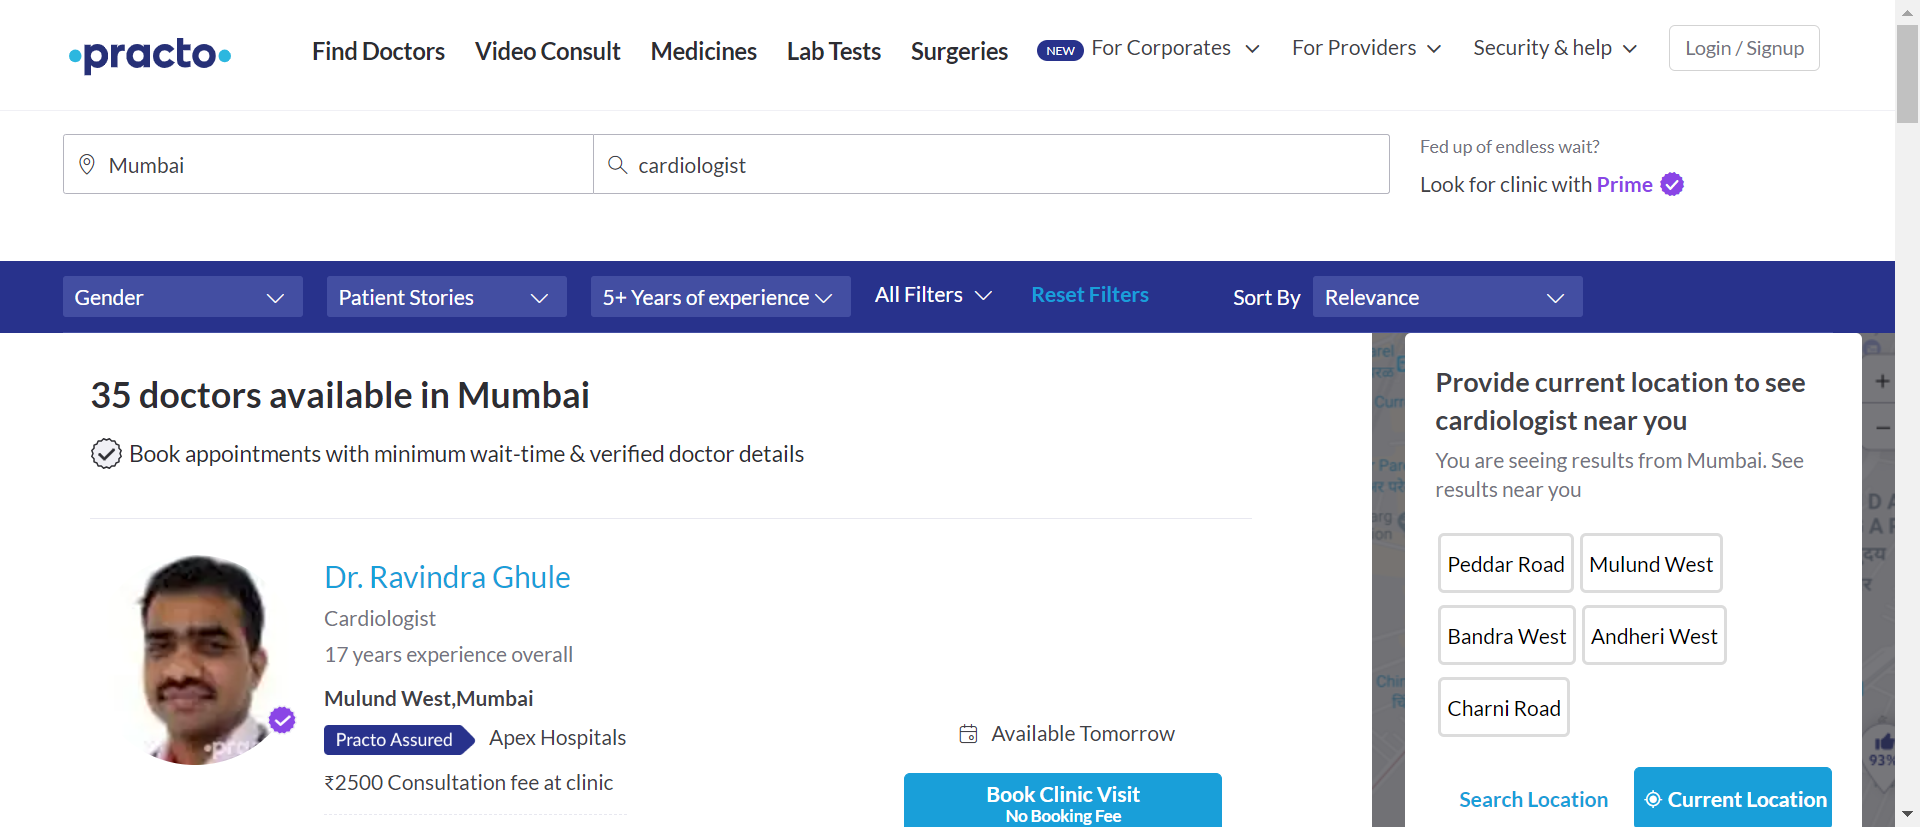 practo
Find Doctors
Video Consult
Medicines
Lab Tests
Surgeries
NEW For Corporates
For Providers
Security & help
Login / Signup
Mumbai
cardiologist
Fed up of endless wait?
Look for clinic with Prime
Gender
Patient Stories
5+ Years of experience
All Filters
Reset Filters
Sort By
Relevance
35 doctors available in Mumbai
Book appointments with minimum wait-time & verified doctor details
Dr. Ravindra Ghule
Cardiologist
17 years experience overall
Mulund West,Mumbai
Practo Assured
Apex Hospitals
₹2500 Consultation fee at clinic
Available Tomorrow
Book Clinic Visit
No Booking Fee
Provide current location to see
cardiologist near you
You are seeing results from Mumbai. See
results near you
Peddar Road
Mulund West
Bandra West
Andheri West
Charni Road
Search Location
Current Location
93%